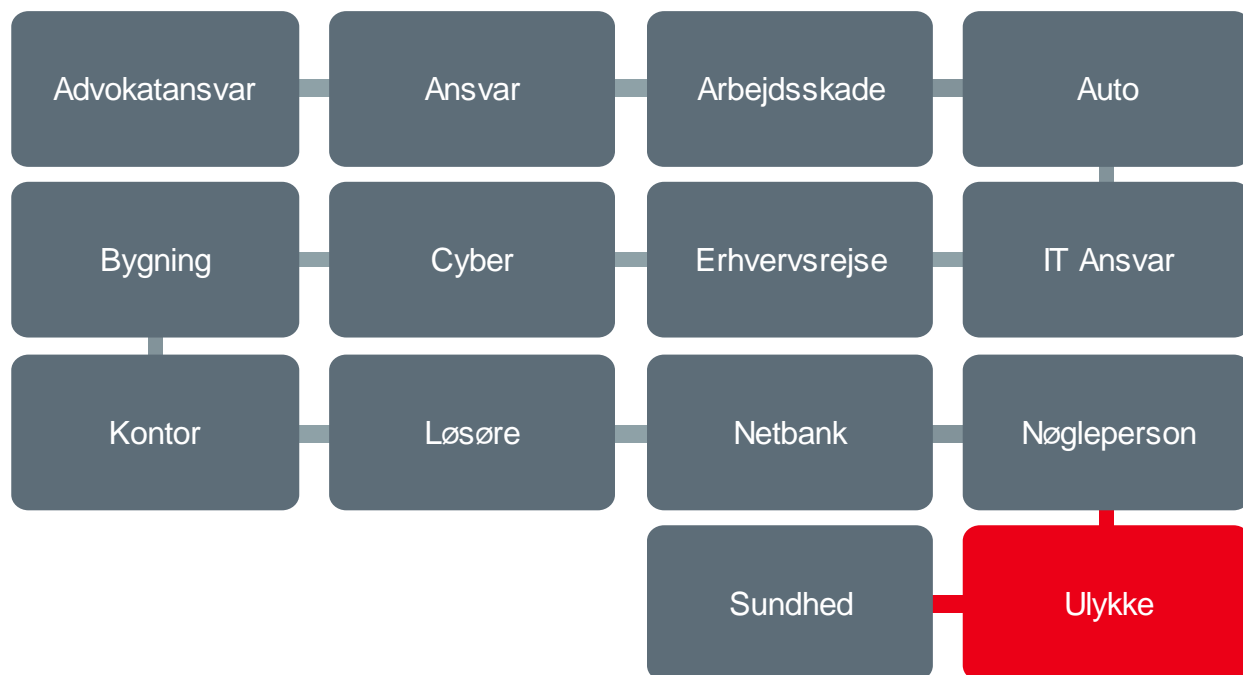 Advokatansvar
Ansvar
Arbejdsskade
Auto
Bygning
Cyber
Erhvervsrejse
IT Ansvar
Kontor
Løsøre
Netbank
Nøgleperson
Sundhed
Ulykke